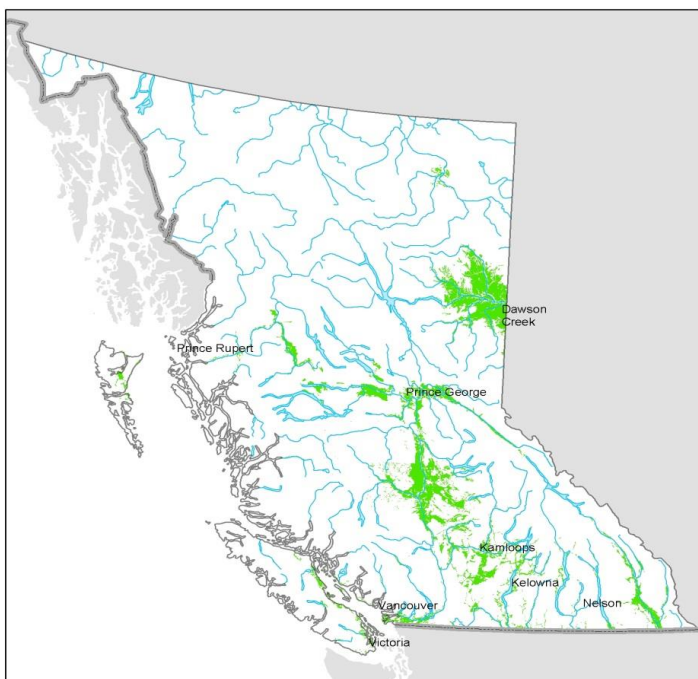 Dawson
Creek
Prince Rupert
Prince George
Kamloops
Kelowna
Nelson
Vancouver
Victoria